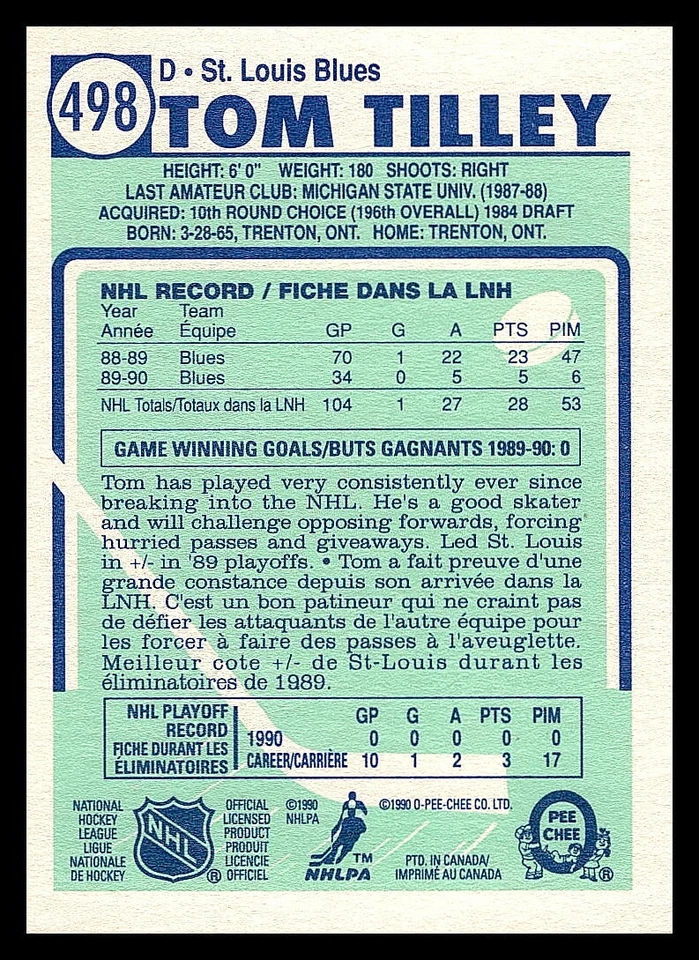 498
D • St. Louis Blues
TOM TILLEY
HEIGHT: 6' 0" WEIGHT: 180 SHOOTS: RIGHT
LAST AMATEUR CLUB: MICHIGAN STATE UNIV. (1987-88)
ACQUIRED: 10th ROUND CHOICE (196th OVERALL) 1984 DRAFT
BORN: 3-28-65, TRENTON, ONT. HOME: TRENTON, ONT.
NHL RECORD / FICHE DANS LA LNH
Year Team
Année Équipe GP G A PTS PIM
88-89 Blues 70 1 22 23 47
89-90 Blues 34 0 5 5 6
NHL Totals/Totaux dans la LNH 104 1 27 28 53
GAME WINNING GOALS/BUTS GAGNANTS 1989-90: 0
Tom has played very consistently ever since
breaking into the NHL. He's a good skater
and will challenge opposing forwards, forcing
hurried passes and giveaways. Led St. Louis
in +/- in '89 playoffs. • Tom a fait preuve d'une
grande constance depuis son arrivée dans la
LNH. C'est un bon patineur qui ne craint pas
de défier les attaquants de l'autre équipe pour
les forcer à faire des passes à l'aveuglette.
Meilleur cote +/- de St-Louis durant les
éliminatoires de 1989.
NHL PLAYOFF
RECORD
FICHE DURANT LES
ÉLIMINATOIRES
GP G A PTS PIM
1990 0 0 0 0 0
CAREER/CARRIÈRE 10 1 2 3 17
NATIONAL
HOCKEY
LEAGUE
LIGUE
NATIONALE
DE HOCKEY
NHL
®
OFFICIAL
LICENSED
PRODUCT
PRODUIT
LICENCIE
OFFICIEL
©1990
NHLPA
TM
NHLPA
©1990 O-PEE-CHEE CO. LTD.
PTD. IN CANADA/
IMPRIMÉ AU CANADA
O
PEE
CHEE
®